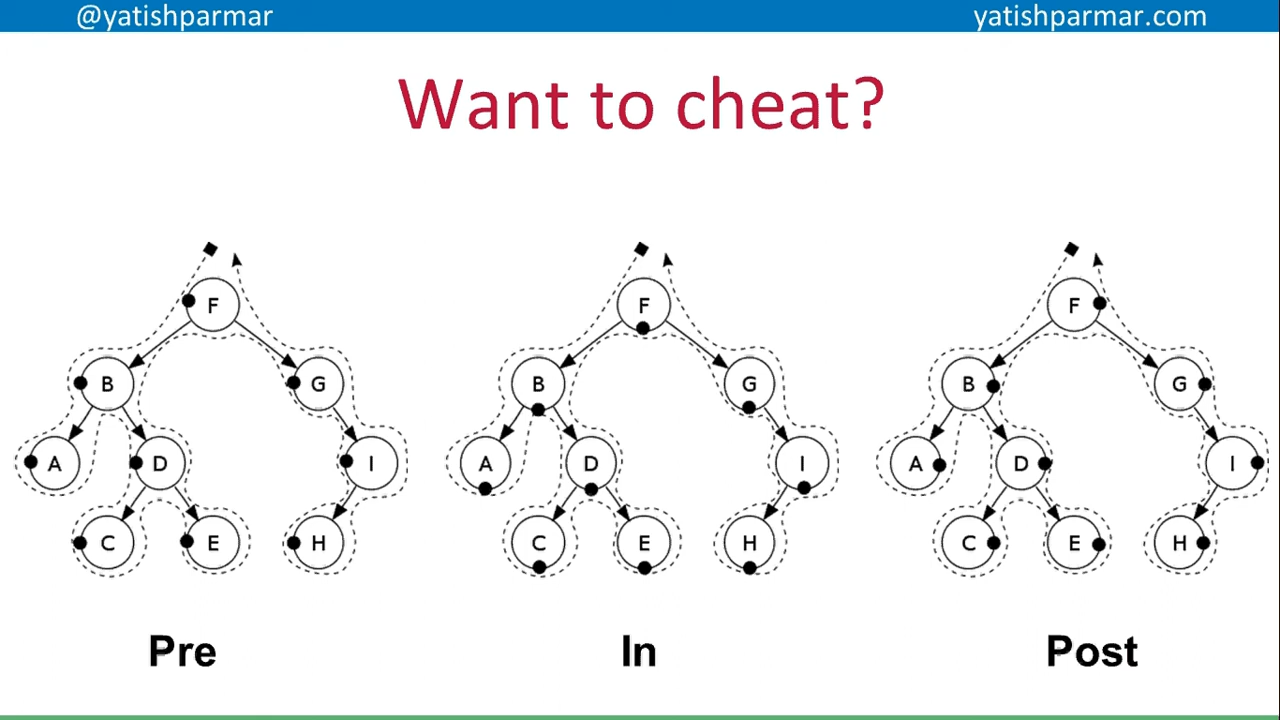 @yatishparmar yatishparmar.com
Want to cheat?
F F F
B G B G B G
A D I A D I A D I
C E H C E H C E H
Pre In Post